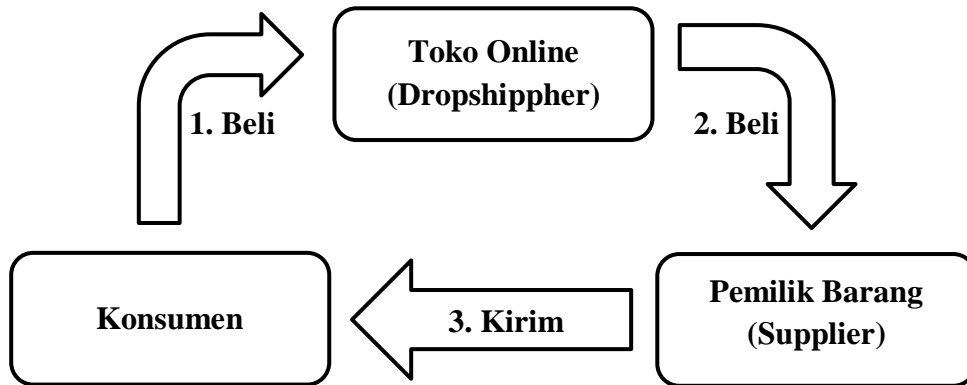 Toko Online
(Dropshippher)
1. Beli
2. Beli
Konsumen
3. Kirim
Pemilik Barang
(Supplier)